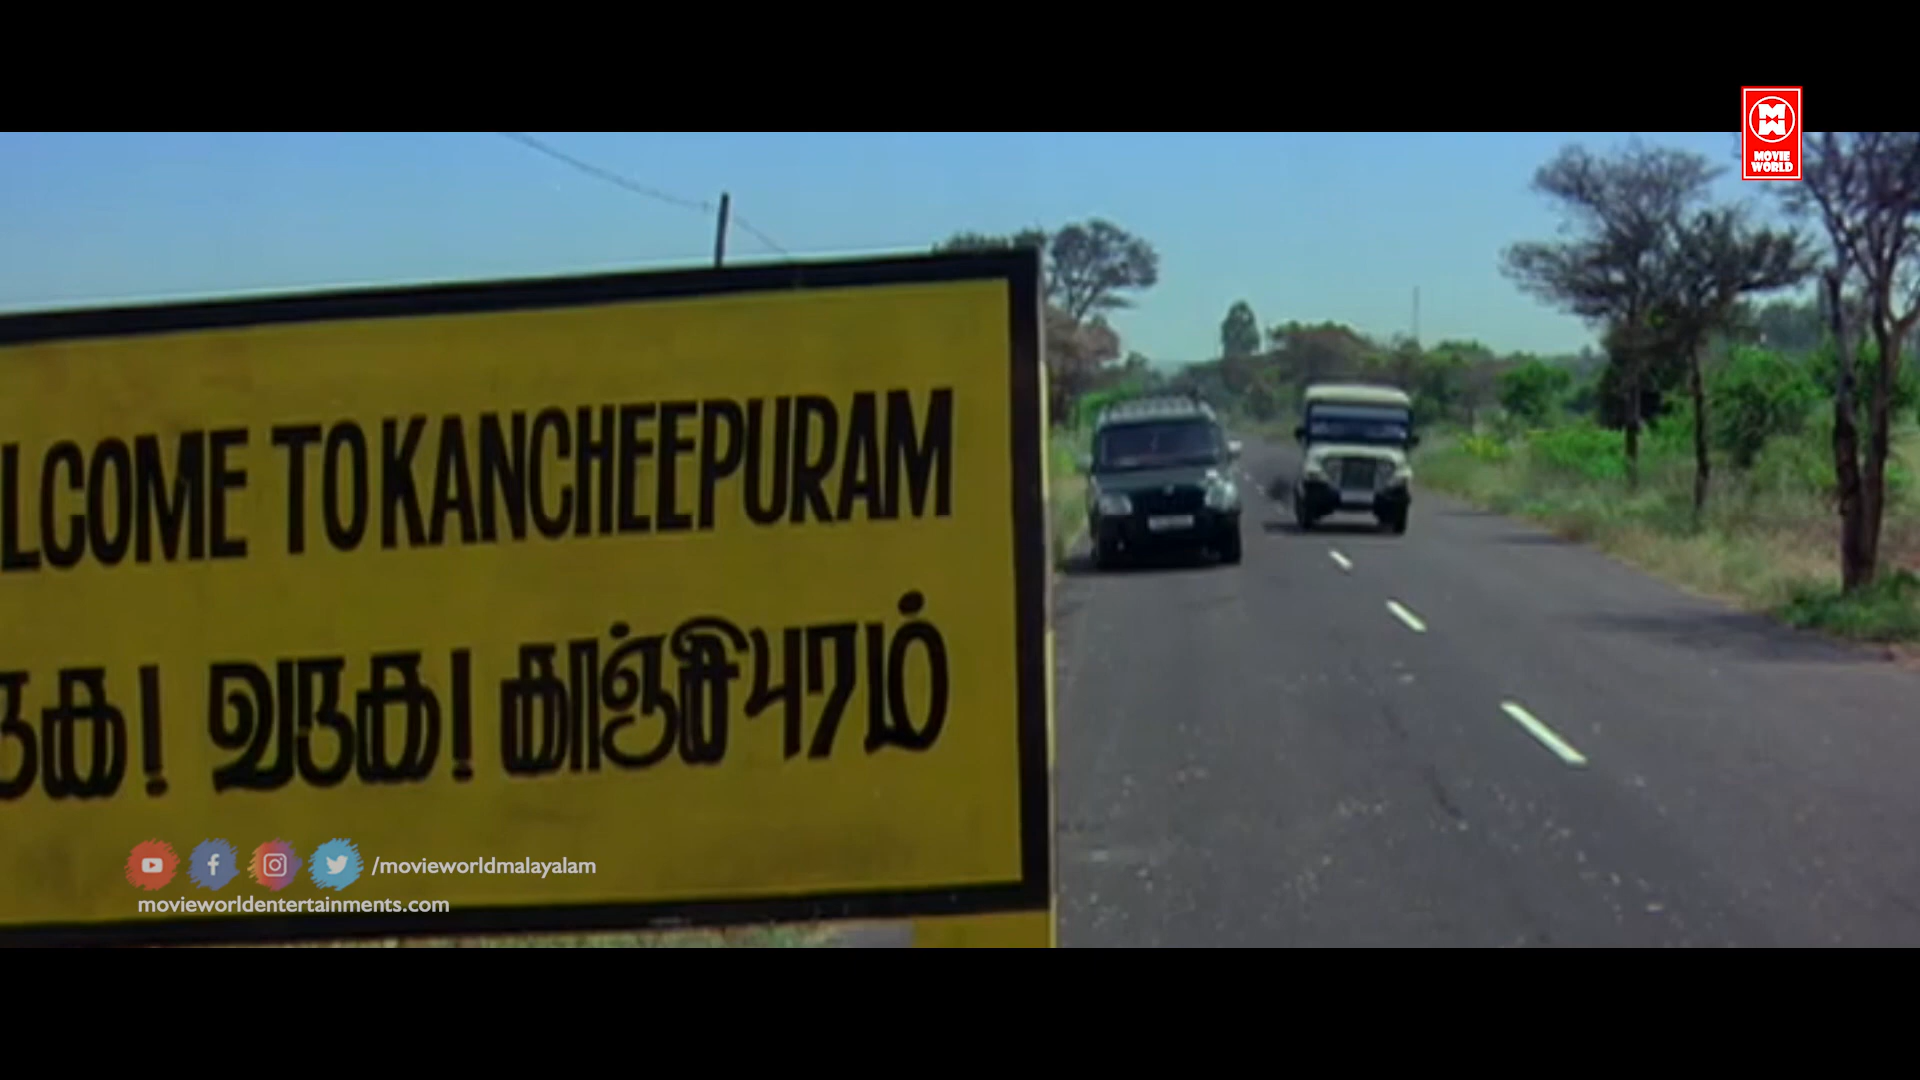 MOVIE
WORLD
LCOME TO KANCHEEPURAM
ருக! வருக! காஞ்சிபுரம்
/movieworldmalayalam
movieworldentertainments.com